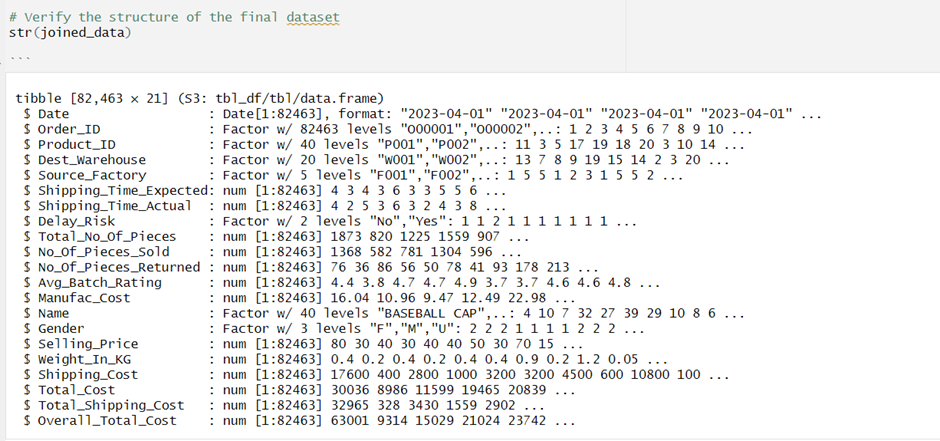 # Verify the structure of the final dataset
str(joined_data)
```
tibble [82,463 × 21] (S3: tbl_df/tbl/data.frame)
$ Date : Date[1:82463], format: "2023-04-01" "2023-04-01" "2023-04-01" "2023-04-01" ...
$ Order_ID : Factor w/ 82463 levels "O00001","O00002",..: 1 2 3 4 5 6 7 8 9 10 ...
$ Product_ID : Factor w/ 40 levels "P001","P002",..: 11 3 5 17 19 18 20 3 10 14 ...
$ Dest_Warehouse : Factor w/ 20 levels "W001","W002",..: 13 7 8 9 19 15 14 2 3 20 ...
$ Source_Factory : Factor w/ 5 levels "F001","F002",..: 1 5 5 1 2 3 1 5 5 2 ...
$ Shipping_Time_Expected: num [1:82463] 4 3 4 3 6 3 3 5 5 6 ...
$ Shipping_Time_Actual : num [1:82463] 4 2 5 3 6 3 2 4 3 8 ...
$ Delay_Risk : Factor w/ 2 levels "No","Yes": 1 1 2 1 1 1 1 1 1 1 ...
$ Total_No_Of_Pieces : num [1:82463] 1873 820 1225 1559 907 ...
$ No_Of_Pieces_Sold : num [1:82463] 1368 582 781 1304 596 ...
$ No_Of_Pieces_Returned : num [1:82463] 76 36 86 56 50 78 41 93 178 213 ...
$ Avg_Batch_Rating : num [1:82463] 4.4 3.8 4.7 4.7 4.9 3.7 3.7 4.6 4.6 4.8 ...
$ Manufac_Cost : num [1:82463] 16.04 10.96 9.47 12.49 22.98 ...
$ Name : Factor w/ 40 levels "BASEBALL CAP",..: 4 10 7 32 27 39 29 10 8 6 ...
$ Gender : Factor w/ 3 levels "F","M","U": 2 2 2 1 1 1 1 2 2 2 ...
$ Selling_Price : num [1:82463] 80 30 40 30 40 40 50 30 70 15 ...
$ Weight_In_KG : num [1:82463] 0.4 0.2 0.4 0.2 0.4 0.4 0.9 0.2 1.2 0.05 ...
$ Shipping_Cost : num [1:82463] 17600 400 2800 1000 3200 3200 4500 600 10800 100 ...
$ Total_Cost : num [1:82463] 30036 8986 11599 19465 20839 ...
$ Total_Shipping_Cost : num [1:82463] 32965 328 3430 1559 2902 ...
$ Overall_Total_Cost : num [1:82463] 63001 9314 15029 21024 23742 ...